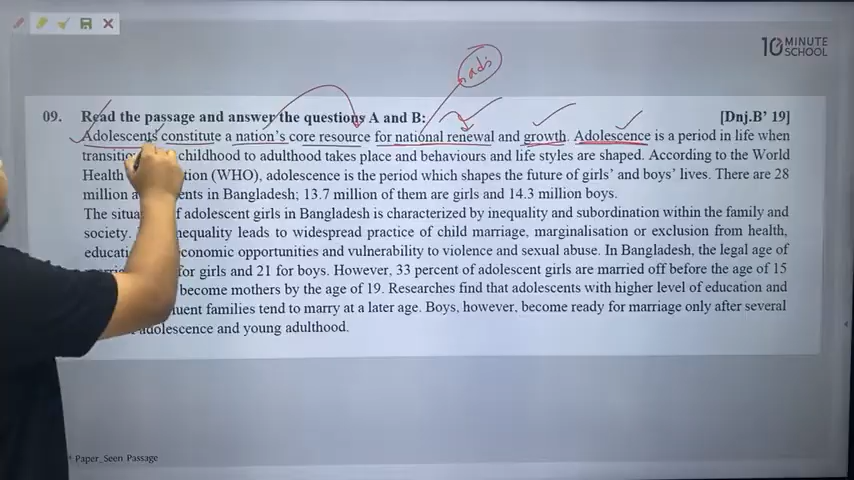 10 MINUTE
SCHOOL
adj
09. Read the passage and answer the questions A and B: [Dnj.B' 19]
Adolescents constitute a nation's core resource for national renewal and growth. Adolescence is a period in life when
childhood to adulthood takes place and behaviours and life styles are shaped. According to the World
Health (WHO), adolescence is the period which shapes the future of girls' and boys' lives. There are 28
million in Bangladesh; 13.7 million of them are girls and 14.3 million boys.
The adolescent girls in Bangladesh is characterized by inequality and subordination within the family and
society. inequality leads to widespread practice of child marriage, marginalisation or exclusion from health,
opportunities and vulnerability to violence and sexual abuse. In Bangladesh, the legal age of
for girls and 21 for boys. However, 33 percent of adolescent girls are married off before the age of 15
become mothers by the age of 19. Researches find that adolescents with higher level of education and
families tend to marry at a later age. Boys, however, become ready for marriage only after several
adolescence and young adulthood.
Paper_Seen Passage